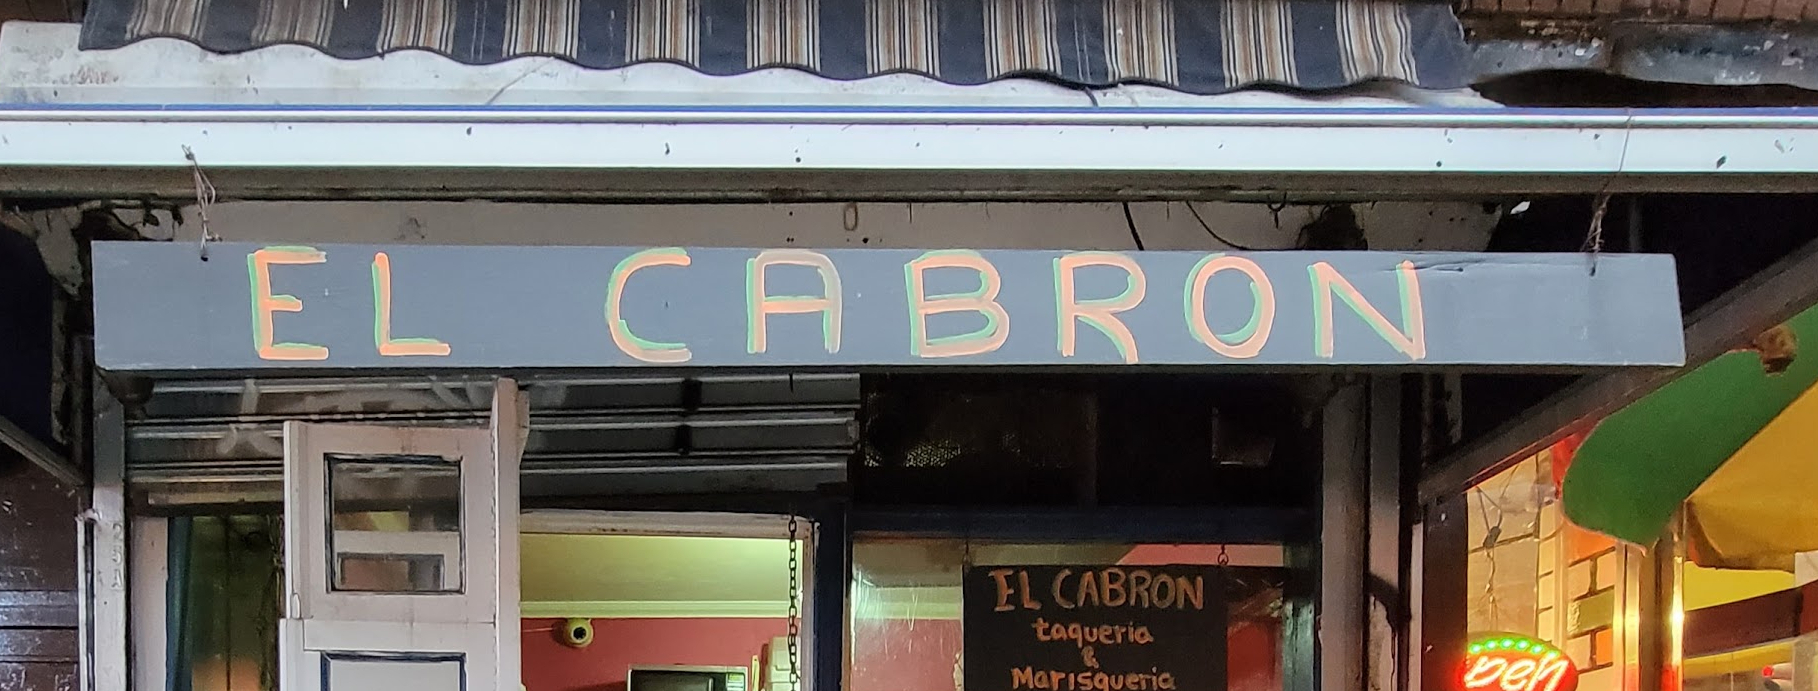 EL CABRON
EL CABRON
taqueria
&
Marisqueria